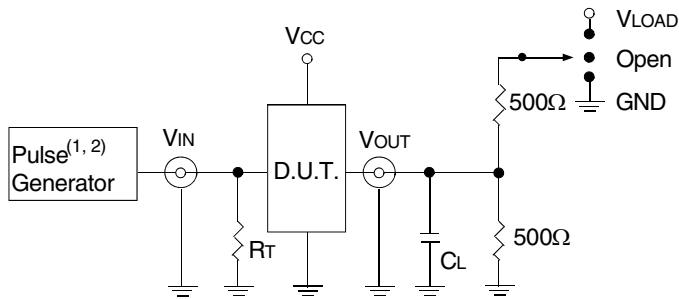 VLOAD
VCC
Open
500Ω
GND
VIN
VOUT
Pulse(1, 2)
Generator
D.U.T.
RT
CL
500Ω